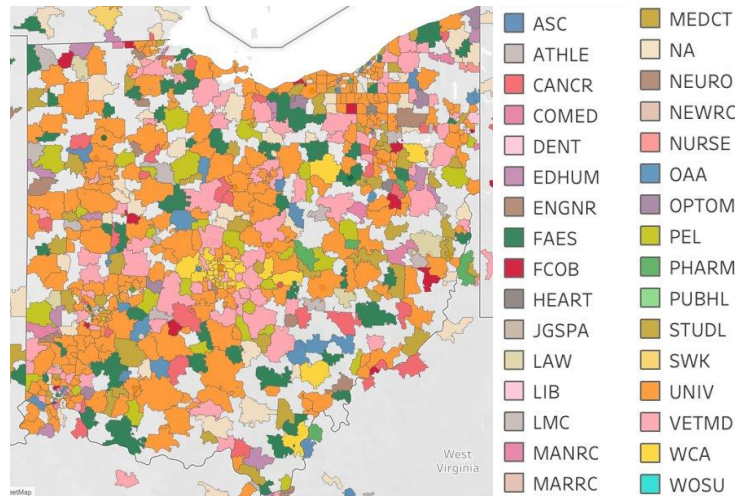 ASC
ATHLE
CANCR
COMED
DENT
EDHUM
ENGNR
FAES
FCOB
HEART
JGSPA
LAW
LIB
LMC
MANRC
MARRC
MEDCT
NA
NEURO
NEWRC
NURSE
OAA
OPTOM
PEL
PHARM
PUBHL
STUDL
SWK
UNIV
VETMD
WCA
WOSU
West
Virginia